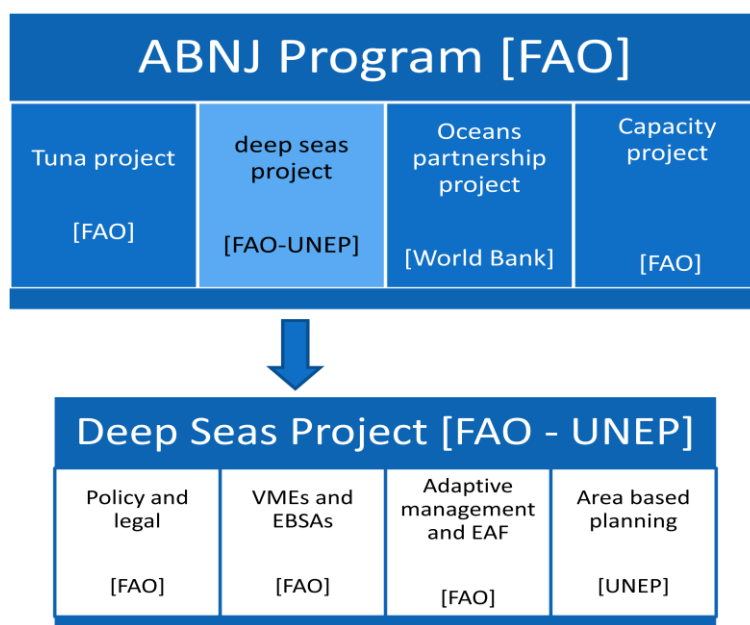 ABNJ Program [FAO]
Tuna project
[FAO]
deep seas
project
[FAO-UNEP]
Oceans
partnership
project
[World Bank]
Capacity
project
[FAO]
Deep Seas Project [FAO - UNEP]
Policy and
legal
[FAO]
VMEs and
EBSAs
[FAO]
Adaptive
management
and EAF
[FAO]
Area based
planning
[UNEP]